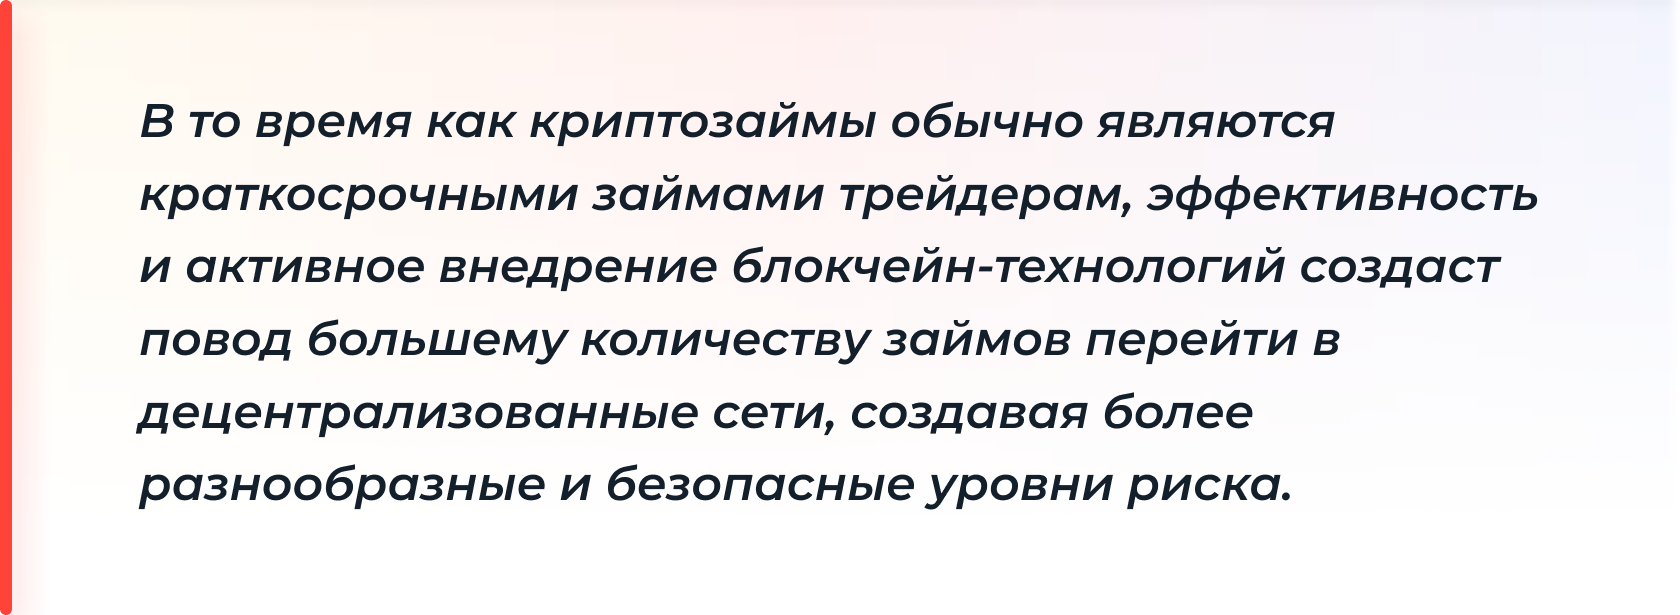 В то время как криптозаймы обычно являются
краткосрочными займами трейдерам, эффективность
и активное внедрение блокчейн-технологий создаст
повод большему количеству займов перейти в
децентрализованные сети, создавая более
разнообразные и безопасные уровни риска.